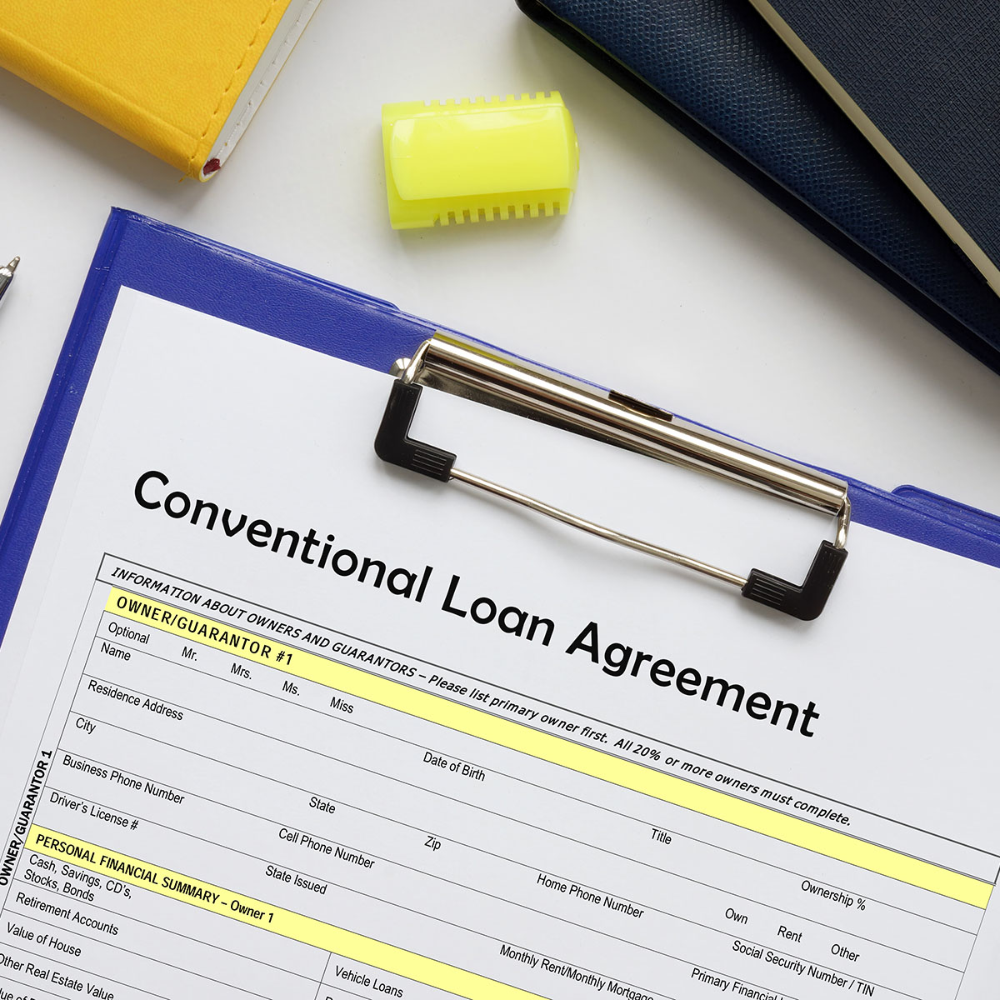 Conventional Loan Agreement
INFORMATION ABOUT OWNERS AND GUARANTORS – Please list primary owner first. All 20% or more owners must complete.
OWNER/GUARANTOR #1
Optional Mr. Mrs. Ms. Miss
Name Date of Birth Title Ownership %
Residence Address Own Rent Other
City State Zip Home Phone Number Social Security Number / TIN
Business Phone Number Cell Phone Number
Driver's License # State Issued Monthly Rent/Monthly Mortgage Primary Financial
OWNER/GUARANTOR 1
PERSONAL FINANCIAL SUMMARY – Owner 1
Cash, Savings, CD's,
Stocks, Bonds
Retirement Accounts Vehicle Loans
Value of House
Other Real Estate Value